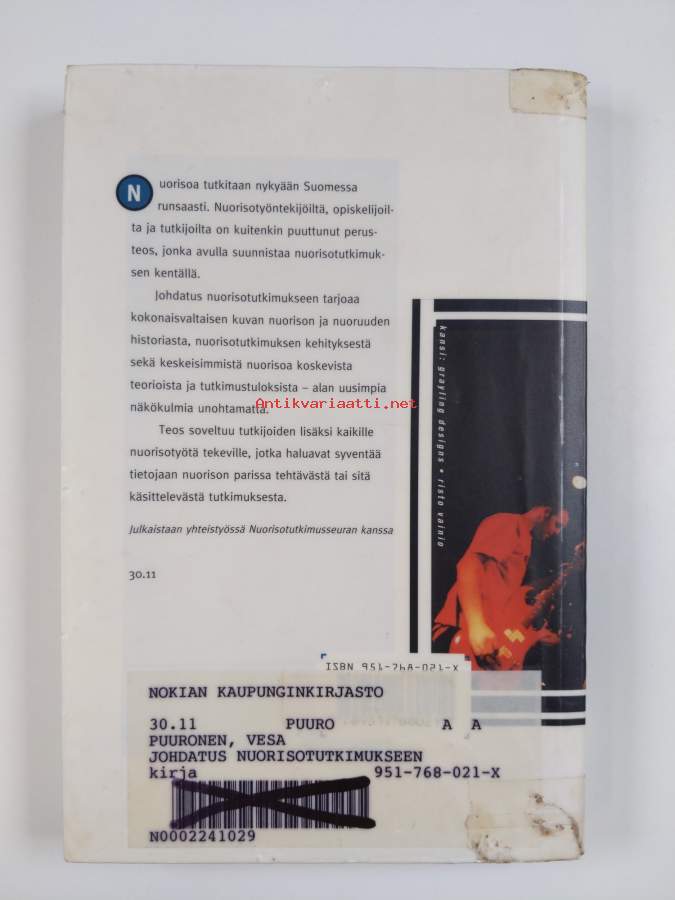 Nuorisoa tutkitaan nykyään Suomessa
runsaasti. Nuorisotyöntekijöiltä, opiskelijoil-
ta ja tutkijoilta on kuitenkin puuttunut perus-
teos, jonka avulla suunnistaa nuorisotutkimuk-
sen kentällä.
Johdatus nuorisotutkimukseen tarjoaa
kokonaisvaltaisen kuvan nuorison ja nuoruuden
historiasta, nuorisotutkimuksen kehityksestä
sekä keskeisimmistä nuorisoa koskevista
teorioista ja tutkimustuloksista – alan uusimpia
näkökulmia unohtamatta.
Antikvariaatti.net
Teos soveltuu tutkijoiden lisäksi kaikille
nuorisotyötä tekeville, jotka haluavat syventää
tietojaan nuorison parissa tehtävästä tai sitä
käsittelevästä tutkimuksesta.
Julkaistaan yhteistyössä Nuorisotutkimusseuran kanssa
30.11
kansi: grayling designs • risto vainio
ISBN 951-768-021-X
NOKIAN KAUPUNGINKIRJASTO
30.11 PUURO A A
PUURONEN, VESA
JOHDATUS NUORISOTUTKIMUKSEEN
kirja 951-768-021-X
N0002241029